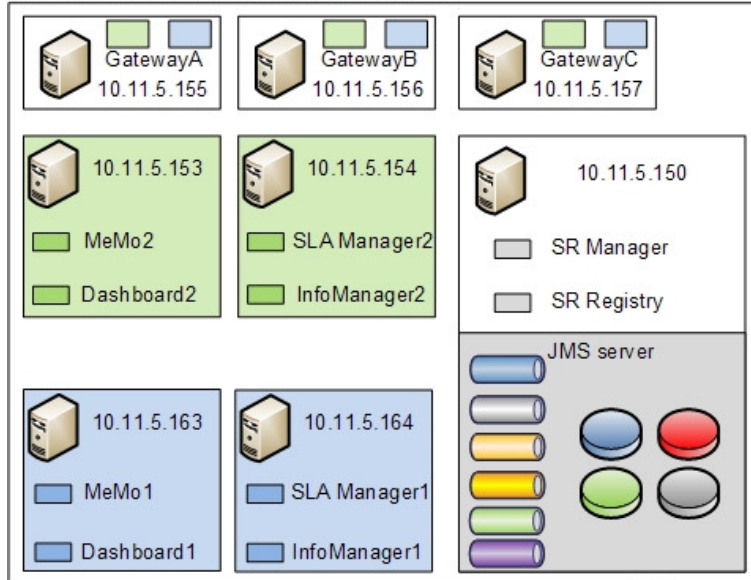 GatewayA
10.11.5.155
GatewayB
10.11.5.156
GatewayC
10.11.5.157
10.11.5.153
MeMo2
Dashboard2
10.11.5.154
SLA Manager2
InfoManager2
10.11.5.150
SR Manager
SR Registry
JMS server
10.11.5.163
MeMo1
Dashboard1
10.11.5.164
SLA Manager1
InfoManager1